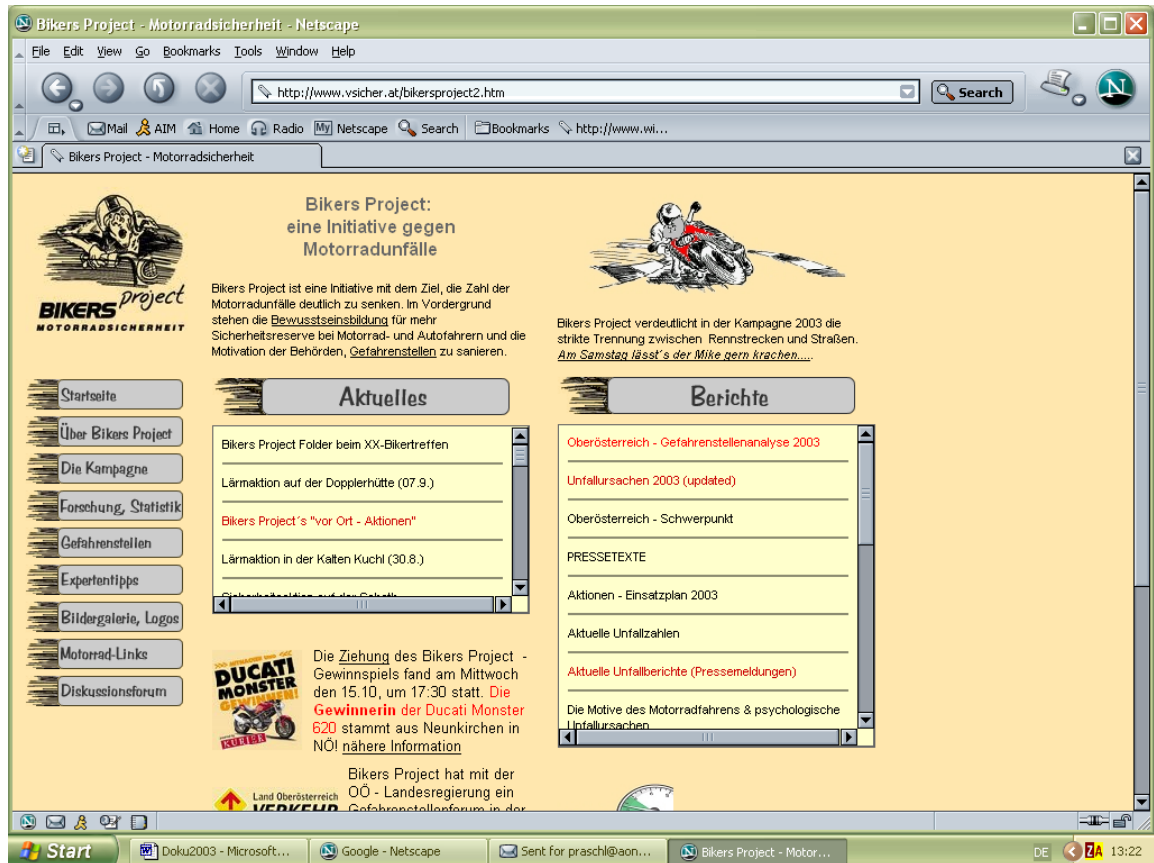 Bikers Project - Motorradsicherheit - Netscape
File Edit View Go Bookmarks Tools Window Help
http://www.vsicher.at/bikersproject2.htm
Search
Mail AIM Home Radio My Netscape Search Bookmarks http://www.wi...
Bikers Project - Motorradsicherheit
BIKERS project
MOTORRADSICHERHEIT
Bikers Project:
eine Initiative gegen
Motorradunfälle
Bikers Project ist eine Initiative mit dem Ziel, die Zahl der
Motorradunfälle deutlich zu senken. Im Vordergrund
stehen die Bewusstseinsbildung für mehr
Sicherheitsreserve bei Motorrad- und Autofahrern und die
Motivation der Behörden, Gefahrenstellen zu sanieren.
Bikers Project verdeutlicht in der Kampagne 2003 die
strikte Trennung zwischen Rennstrecken und Straßen.
Am Samstag lässt´s der Mike gern krachen.....
Startseite
Über Bikers Project
Die Kampagne
Forschung, Statistik
Gefahrenstellen
Expertentipps
Bildergalerie, Logos
Motorrad-Links
Diskussionsforum
Aktuelles
Bikers Project Folder beim XX-Bikertreffen
Lärmaktion auf der Dopplerhütte (07.9.)
Bikers Project´s "vor Ort - Aktionen"
Lärmaktion in der Kalten Kuchl (30.8.)
Berichte
Oberösterreich - Gefahrenstellenanalyse 2003
Unfallursachen 2003 (updated)
Oberösterreich - Schwerpunkt
PRESSETEXTE
Aktionen - Einsatzplan 2003
Aktuelle Unfallzahlen
Aktuelle Unfallberichte (Pressemeldungen)
Die Motive des Motorradfahrens & psychologische
Unfallursachen
DUCATI
MONSTER
GEWINNEN!
KURIER
Die Ziehung des Bikers Project -
Gewinnspiels fand am Mittwoch
den 15.10, um 17:30 statt. Die
Gewinnerin der Ducati Monster
620 stammt aus Neunkirchen in
NÖ! nähere Information
Land Oberösterreich
VERKEHR
Bikers Project hat mit der
OÖ - Landesregierung ein
Gefahrenstellenforum in der
Start
Doku2003 - Microsoft...
Google - Netscape
Sent for praschl@aon...
Bikers Project - Motor...
DE
ZA
13:22